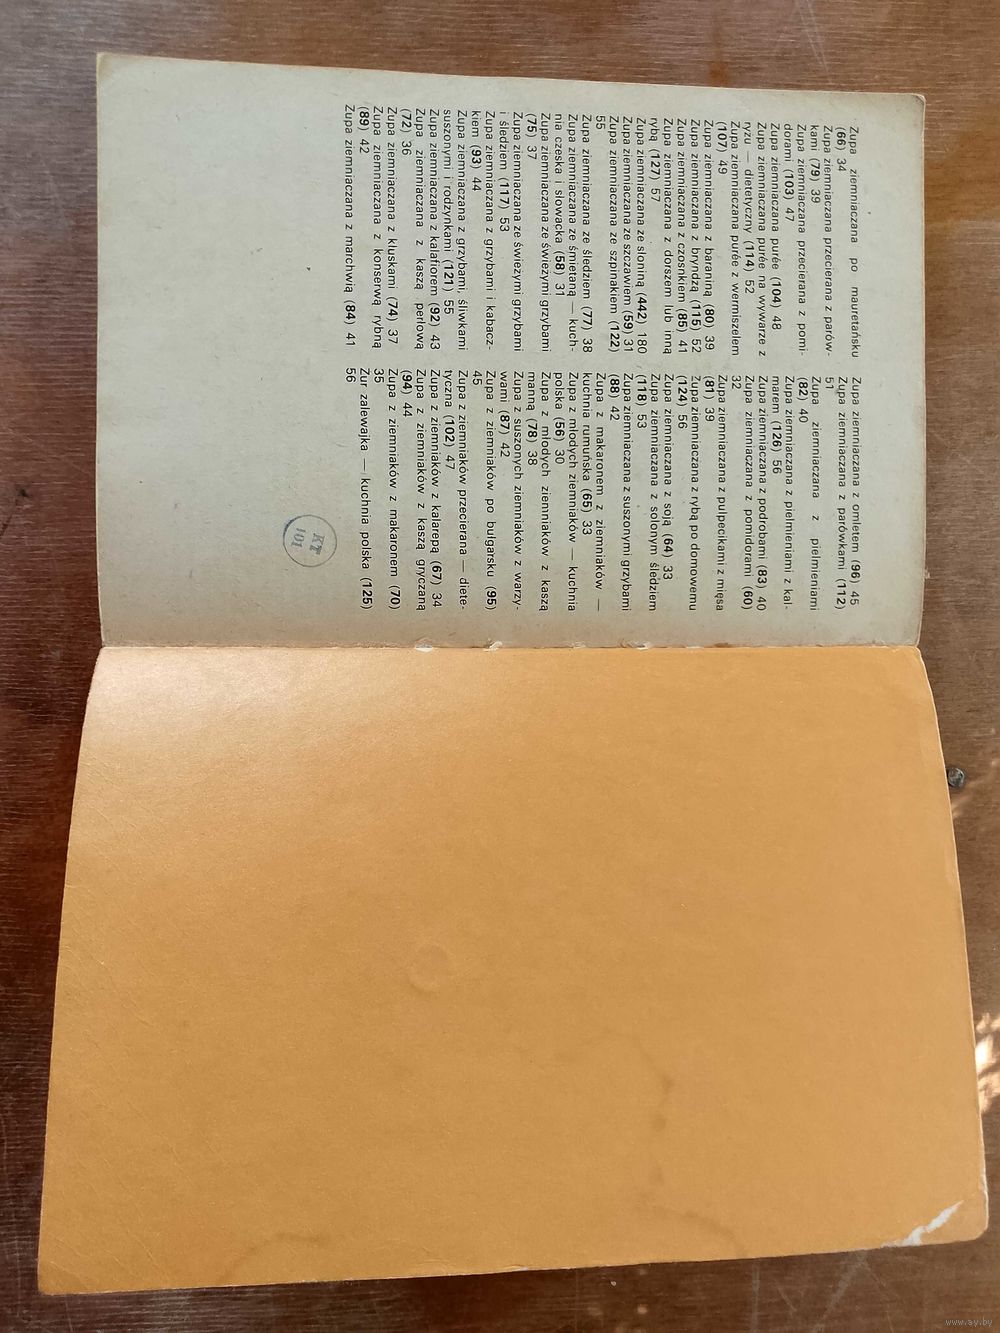 Zupa ziemniaczana po mauretańsku
(66) 34
Zupa ziemniaczana przecierana z parów-
kami (79) 39
Zupa ziemniaczana przecierana z pomi-
dorami (103) 47
Zupa ziemniaczana purée (104) 48
Zupa ziemniaczana purée na wywarze z
ryżu — dietetyczny (114) 52
Zupa ziemniaczana purée z wermiszelem
(107) 49
Zupa ziemniaczana z baraniną (80) 39
Zupa ziemniaczana z bryndzą (115) 52
Zupa ziemniaczana z czosnkiem (85) 41
Zupa ziemniaczana z dorszem lub inną
rybą (127) 57
Zupa ziemniaczana ze słoniną (442) 180
Zupa ziemniaczana ze szczawiem (59) 31
Zupa ziemniaczana ze szpinakiem (122)
55
Zupa ziemniaczana ze śledziem (77) 38
Zupa ziemniaczana ze śmietaną — kuch-
nia czeska i słowacka (58) 31
Zupa ziemniaczana ze świeżymi grzybami
(75) 37
Zupa ziemniaczana ze świeżymi grzybami
i śledziem (117) 53
Zupa ziemniaczana z grzybami i kabacz-
kiem (93) 44
Zupa ziemniaczana z grzybami, śliwkami
suszonymi i rodzynkami (121) 55
Zupa ziemniaczana z kalafiorem (92) 43
Zupa ziemniaczana z kaszą perłową
(72) 36
Zupa ziemniaczana z kluskami (74) 37
Zupa ziemniaczana z konserwą rybną
(89) 42
Zupa ziemniaczana z marchwią (84) 41
Zupa ziemniaczana z omletem (96) 45
Zupa ziemniaczana z parówkami (112)
51
Zupa ziemniaczana z pielmieniami
(82) 40
Zupa ziemniaczana z pielmieniami z kal-
marem (126) 56
Zupa ziemniaczana z podrobami (83) 40
Zupa ziemniaczana z pomidorami (60)
32
Zupa ziemniaczana z pulpecikami z mięsa
(81) 39
Zupa ziemniaczana z rybą po domowemu
(124) 56
Zupa ziemniaczana z soją (64) 33
Zupa ziemniaczana z solonym śledziem
(118) 53
Zupa ziemniaczana z suszonymi grzybami
(88) 42
Zupa z makaronem z ziemniaków —
kuchnia rumuńska (65) 33
Zupa z młodych ziemniaków — kuchnia
polska (56) 30
Zupa z młodych ziemniaków z kaszą
manną (78) 38
Zupa z suszonych ziemniaków z warzy-
wami (87) 42
Zupa z ziemniaków po bułgarsku (95)
45
Zupa z ziemniaków przecierana — diete-
tyczna (102) 47
Zupa z ziemniaków z kalarepą (67) 34
Zupa z ziemniaków z kaszą gryczaną
(94) 44
Zupa z ziemniaków z makaronem (70)
35
Żur zalewajka — kuchnia polska (125)
56
KT
101
www.ay.by